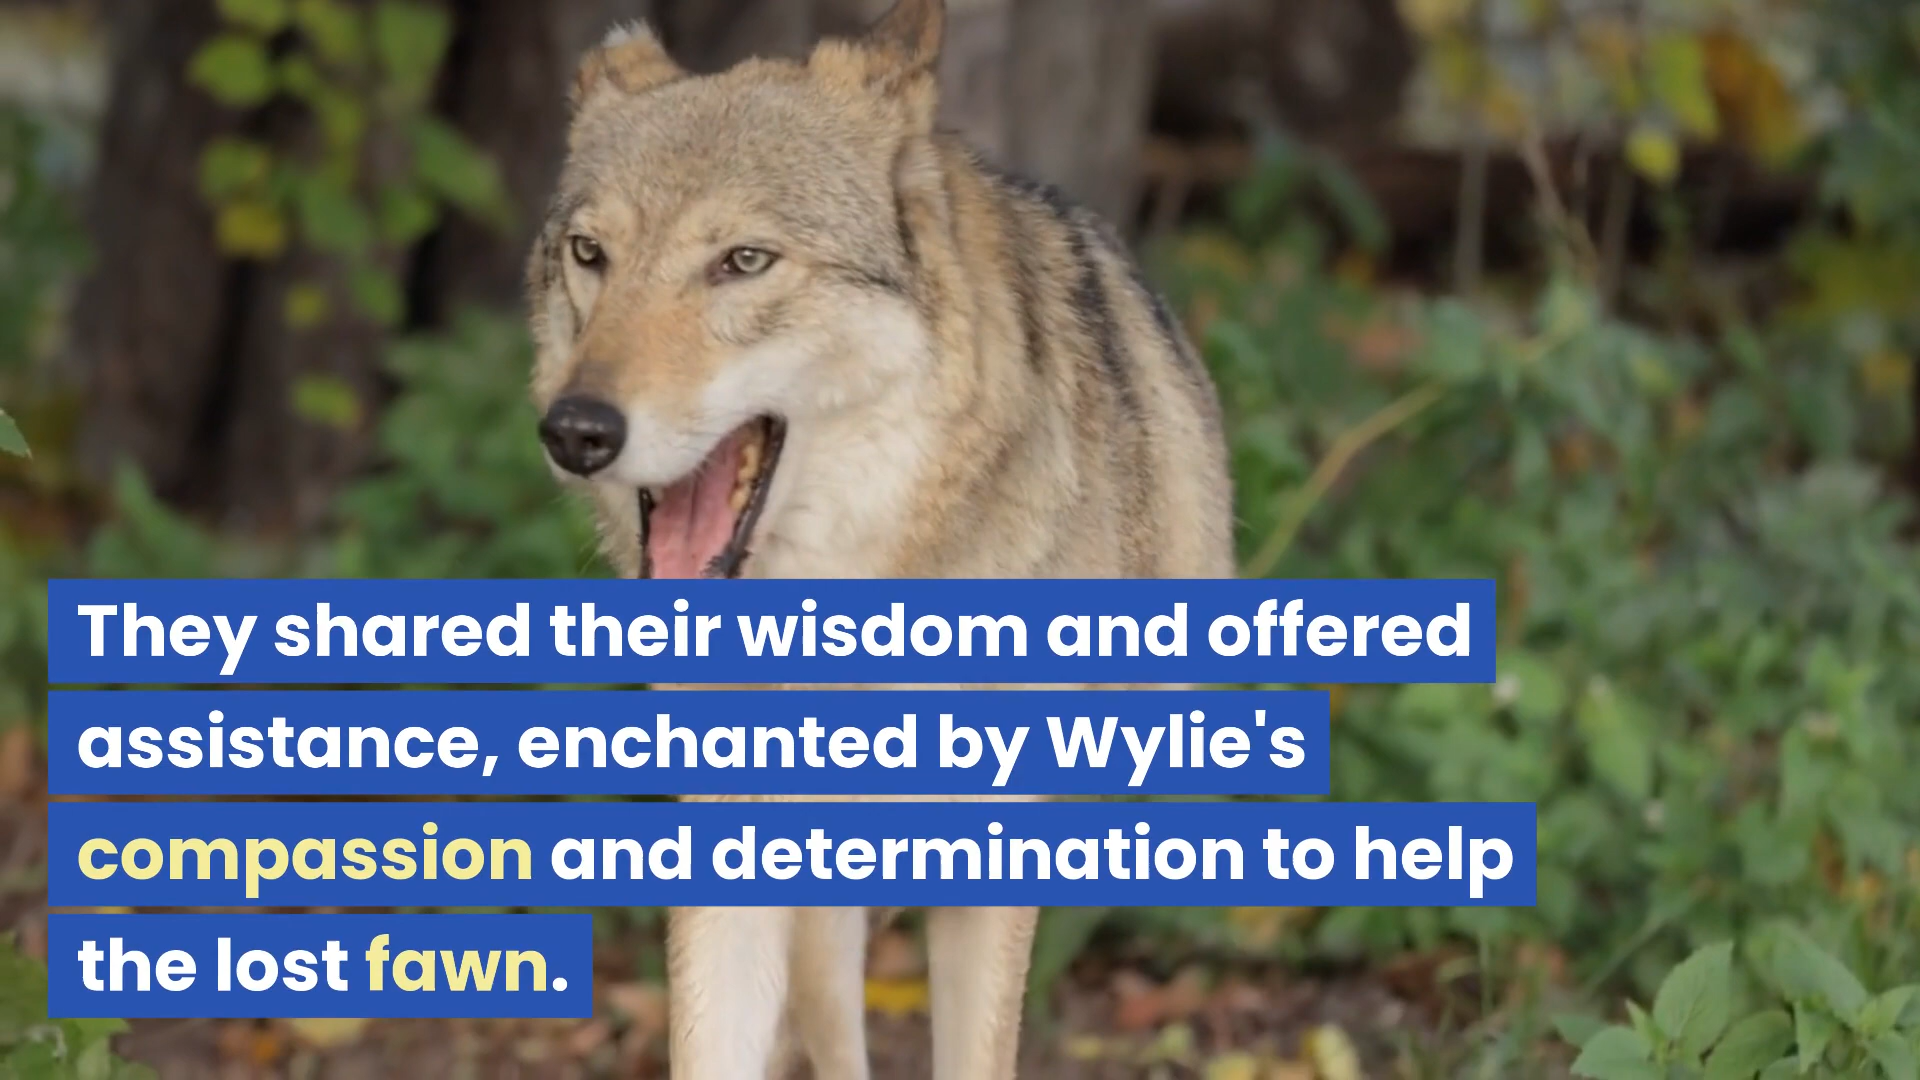 They shared their wisdom and offered
assistance, enchanted by Wylie's
compassion and determination to help
the lost fawn.